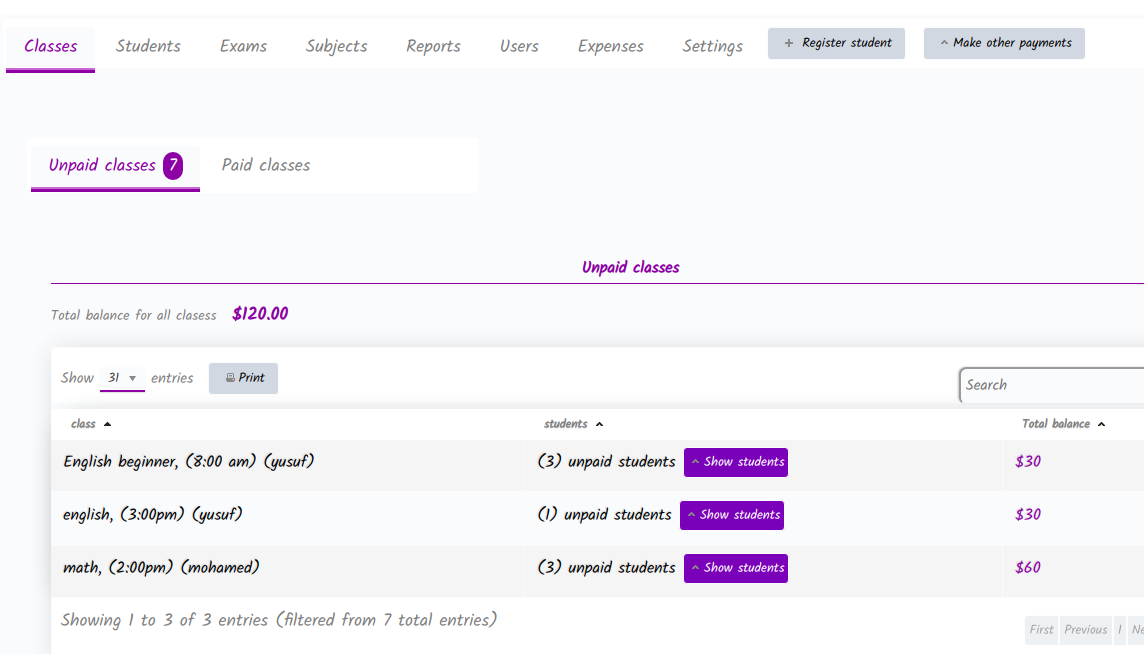 Classes Students Exams Subjects Reports Users Expenses Settings + Register student ^ Make other payments
Unpaid classes 7 Paid classes
Unpaid classes
Total balance for all clasess $120.00
Show 31 entries Print
Search
class students Total balance
English beginner, (8:00 am) (yusuf) (3) unpaid students ^ Show students $30
english, (3:00pm) (yusuf) (1) unpaid students ^ Show students $30
math, (2:00pm) (mohamed) (3) unpaid students ^ Show students $60
Showing 1 to 3 of 3 entries (filtered from 7 total entries)
First Previous 1